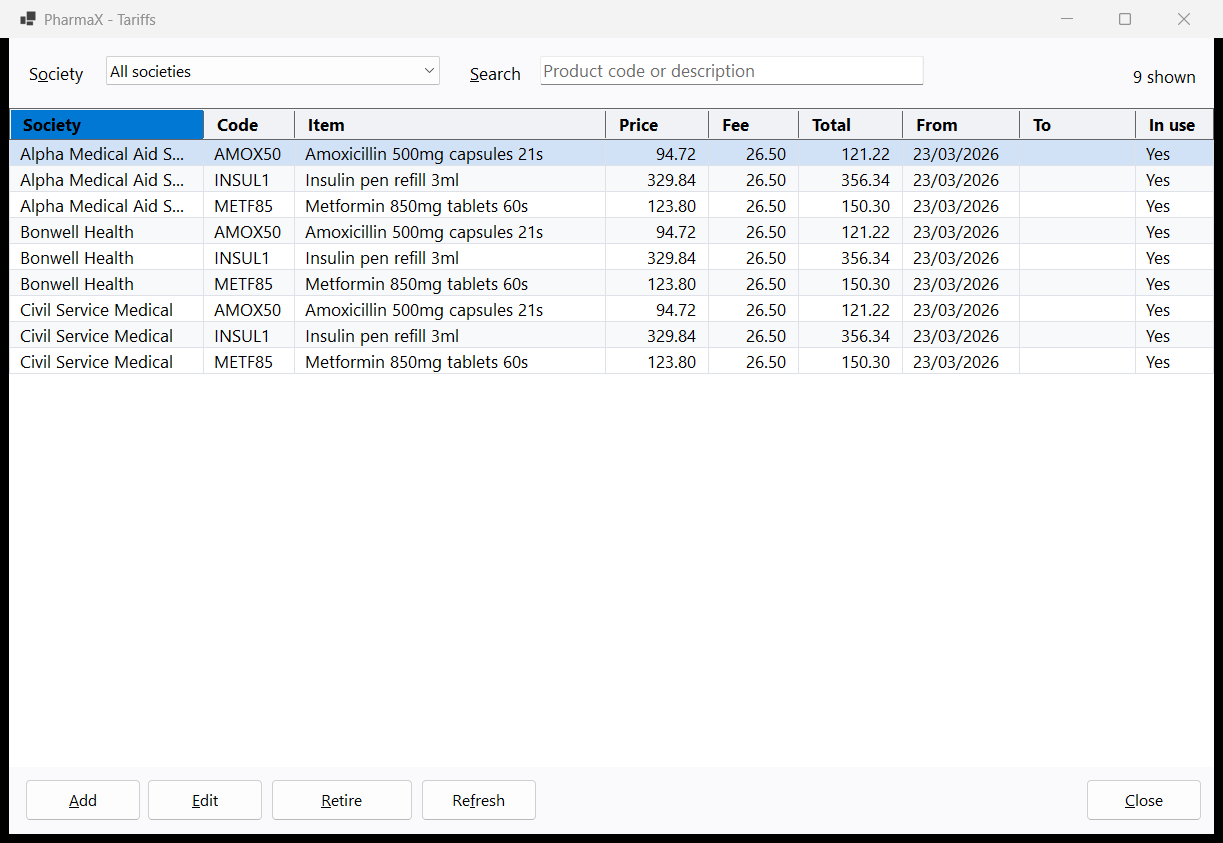 PharmaX - Tariffs
Society All societies Search Product code or description 9 shown
Society Code Item Price Fee Total From To In use
Alpha Medical Aid S... AMOX50 Amoxicillin 500mg capsules 21s 94.72 26.50 121.22 23/03/2026 Yes
Alpha Medical Aid S... INSUL1 Insulin pen refill 3ml 329.84 26.50 356.34 23/03/2026 Yes
Alpha Medical Aid S... METF85 Metformin 850mg tablets 60s 123.80 26.50 150.30 23/03/2026 Yes
Bonwell Health AMOX50 Amoxicillin 500mg capsules 21s 94.72 26.50 121.22 23/03/2026 Yes
Bonwell Health INSUL1 Insulin pen refill 3ml 329.84 26.50 356.34 23/03/2026 Yes
Bonwell Health METF85 Metformin 850mg tablets 60s 123.80 26.50 150.30 23/03/2026 Yes
Civil Service Medical AMOX50 Amoxicillin 500mg capsules 21s 94.72 26.50 121.22 23/03/2026 Yes
Civil Service Medical INSUL1 Insulin pen refill 3ml 329.84 26.50 356.34 23/03/2026 Yes
Civil Service Medical METF85 Metformin 850mg tablets 60s 123.80 26.50 150.30 23/03/2026 Yes
Add Edit Retire Refresh Close